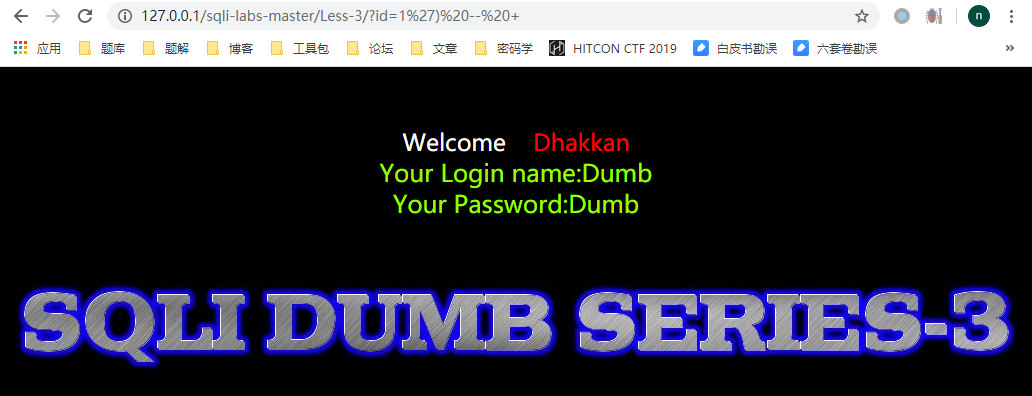 127.0.0.1/sqli-labs-master/Less-3/?id=1%27)%20--%20+
n
应用 题库 题解 博客 工具包 论坛 文章 密码学 HITCON CTF 2019 白皮书勘误 六套卷勘误 »
Welcome Dhakkan
Your Login name:Dumb
Your Password:Dumb
SQLI DUMB SERIES-3